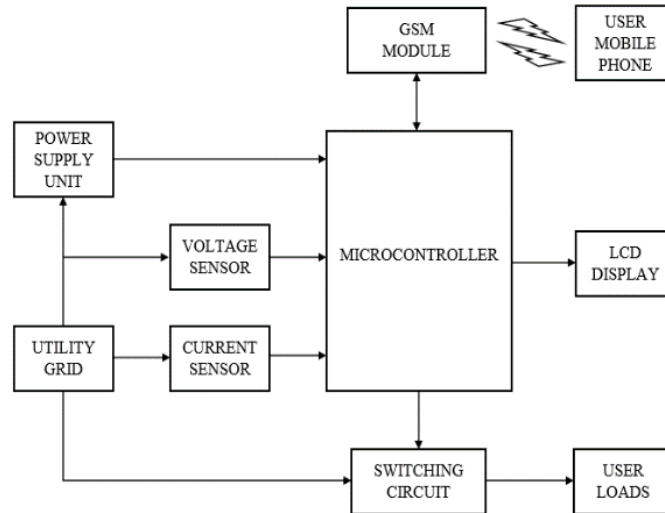 GSM
MODULE
USER
MOBILE
PHONE
POWER
SUPPLY
UNIT
VOLTAGE
SENSOR
MICROCONTROLLER
LCD
DISPLAY
UTILITY
GRID
CURRENT
SENSOR
SWITCHING
CIRCUIT
USER
LOADS